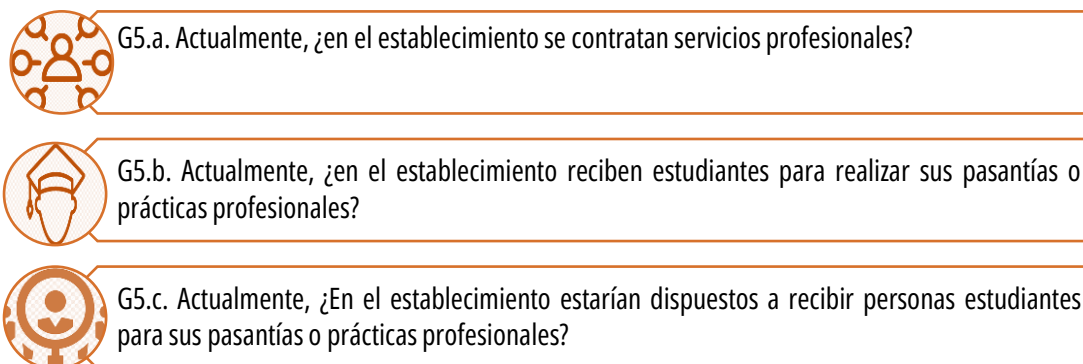 G5.a. Actualmente, ¿en el establecimiento se contratan servicios profesionales?
G5.b. Actualmente, ¿en el establecimiento reciben estudiantes para realizar sus pasantías o
prácticas profesionales?
G5.c. Actualmente, ¿En el establecimiento estarían dispuestos a recibir personas estudiantes
para sus pasantías o prácticas profesionales?